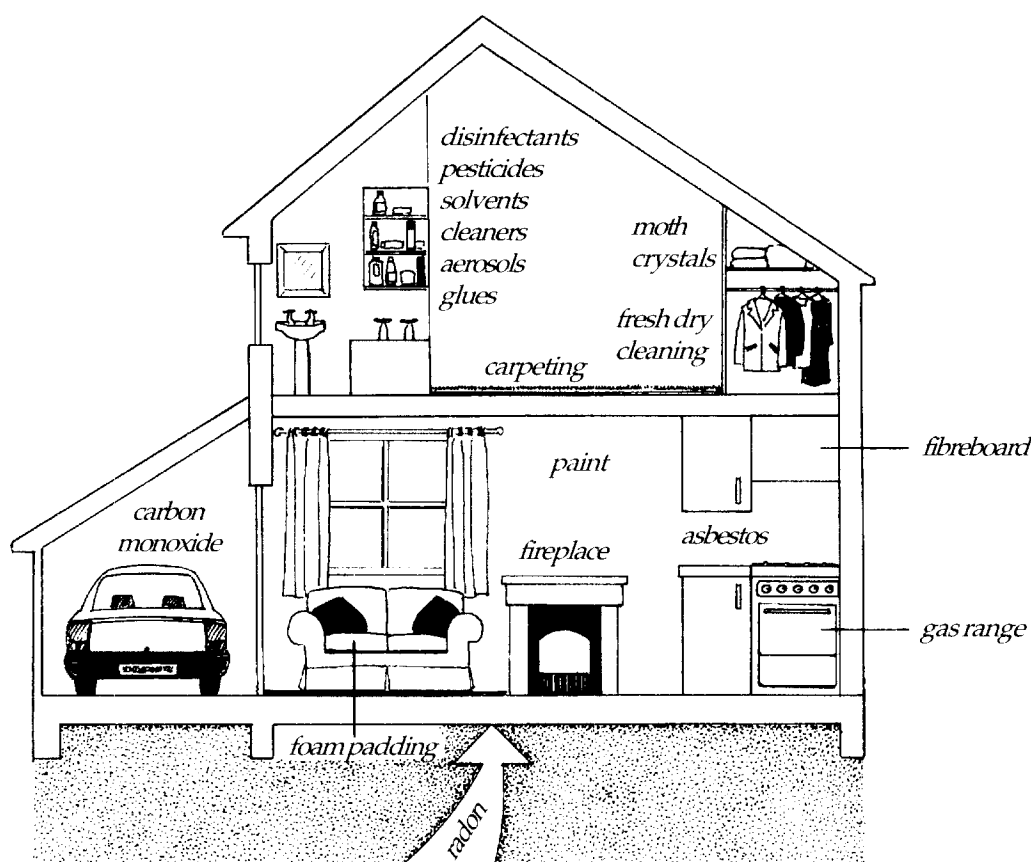 disinfectants
pesticides
solvents
cleaners
aerosols
glues
moth
crystals
fresh dry
cleaning
carpeting
fibreboard
paint
carbon
monoxide
fireplace
asbestos
gas range
foam padding
radon